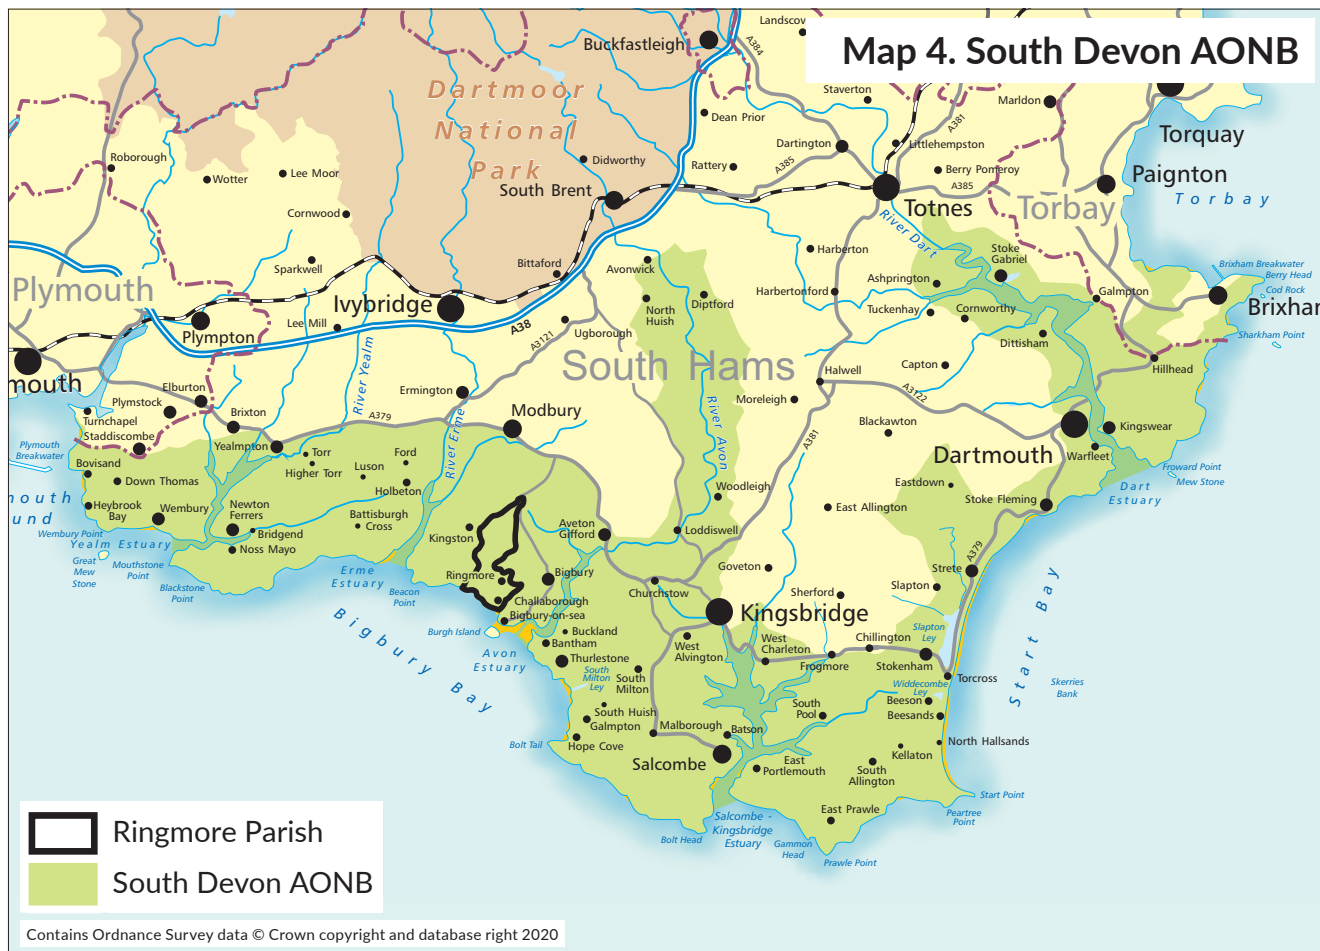 Map 4. South Devon AONB
Landscov
Buckfastleigh
A384
Staverton
Marldon
Dartmoor
National
Park
Dean Prior
A381
Torquay
Roborough
Wotter
Lee Moor
Didworthy
Rattery
Dartington
A385
Littlehempston
Berry Pomeroy
A385
Paignton
Torbay
South Brent
Totnes
Torbay
Cornwood
River Dart
Sparkwell
Bittaford
Avonwick
Harberton
Stoke
Gabriel
Brixham Breakwater
Berry Head
Cod Rock
Plymouth
Ivybridge
North
Huish
Diptford
Harbertonford
Ashprington
Galmpton
Brixhar
Tuckenhay
Cornworthy
Plympton
Lee Mill
A38
A3121
Ugborough
Dittisham
Sharkham Point
South Hams
Capton
Hillhead
mouth
River Yealm
Halwell
Elburton
Ermington
A3122
Plymstock
Turnchapel
Brixton
A379
River Erme
Modbury
River Avon
Moreleigh
Blackawton
Kingswear
Staddiscombe
Plymouth
Breakwater
Yealmpton
Torr
Higher Torr
Ford
Luson
Holbeton
A381
Dartmouth
Warfleet
Bovisand
Down Thomas
Woodleigh
Eastdown
Froward Point
Mew Stone
Dart
Estuary
mouth
und
Heybrook
Bay
Wembury
Newton
Ferrers
Battisburgh
Cross
East Allington
Stoke Fleming
Wembury Point
Yealm Estuary
Bridgend
Noss Mayo
Kingston
Aveton
Gifford
Loddiswell
Great
Mew
Stone
Mouthstone
Point
Blackstone
Point
Erme
Estuary
Beacon
Point
Ringmore
Bigbury
Goveton
A379
Strete
Challaborough
Bigbury-on-sea
Churchstow
Sherford
Slapton
Kingsbridge
Burgh Island
Buckland
Bantham
Slapton
Ley
Start Bay
Bigbury Bay
Avon
Estuary
Thurlestone
West
Alvington
West
Charleton
Chillington
Frogmore
Stokenham
South
Milton
Ley
South
Milton
Widdecombe
Ley
Torcross
Skerries
Bank
South Huish
Galmpton
South
Pool
Beeson
Beesands
Bolt Tail
Hope Cove
Malborough
Batson
North Hallsands
Kellaton
Salcombe
East
Portlemouth
South
Allington
Start Point
East Prawle
Peartree
Point
Salcombe -
Kingsbridge
Estuary
Bolt Head
Gammon
Head
Prawle Point
Ringmore Parish
South Devon AONB
Contains Ordnance Survey data © Crown copyright and database right 2020